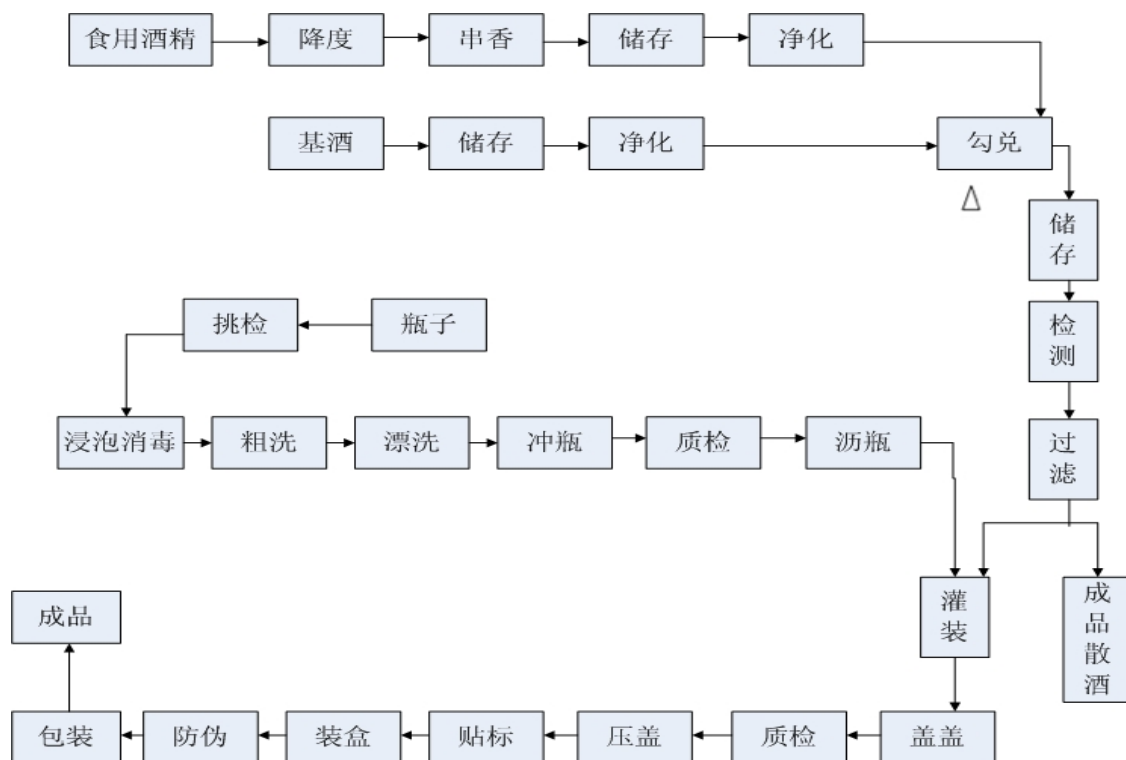 食用酒精
降度
串香
储存
净化
基酒
储存
净化
勾兑
△
储
存
检
测
过
滤
挑检
瓶子
浸泡消毒
粗洗
漂洗
冲瓶
质检
沥瓶
灌
装
成
品
散
酒
成品
包装
防伪
装盒
贴标
压盖
质检
盖盖